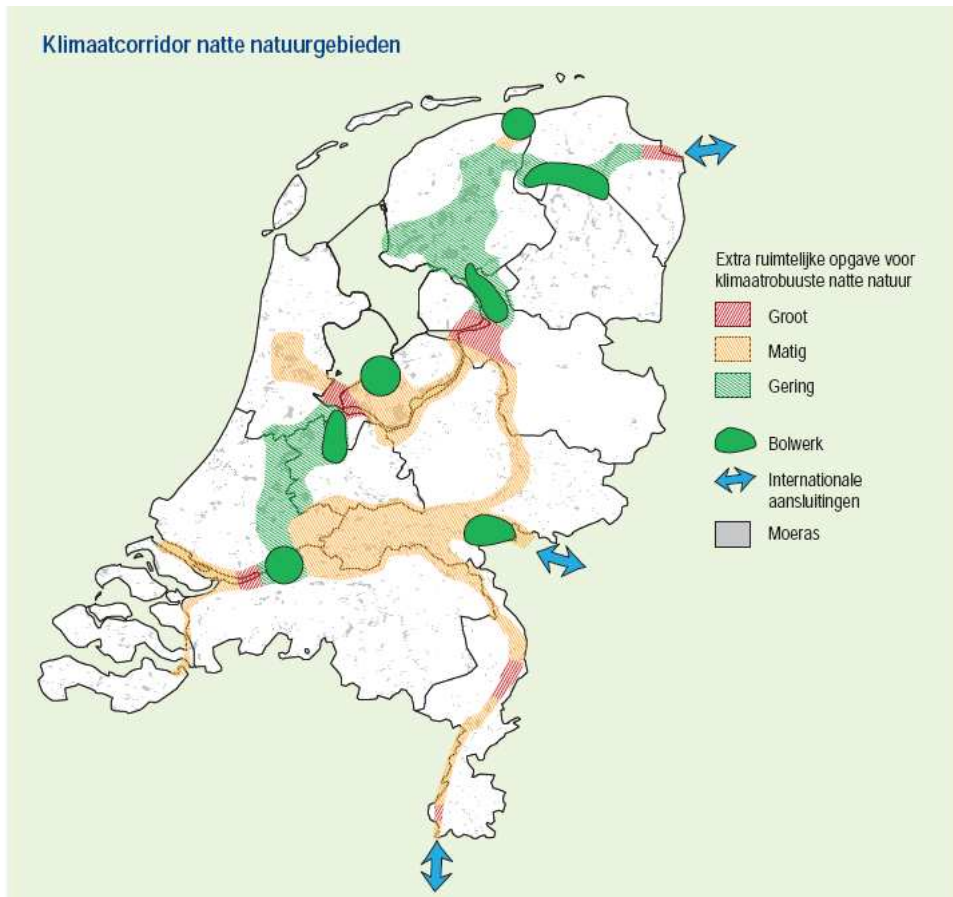 Klimaatcorridor natte natuurgebieden
Extra ruimtelijke opgave voor
klimaatrobuuste natte natuur
Groot
Matig
Gering
Bolwerk
Internationale
aansluitingen
Moeras